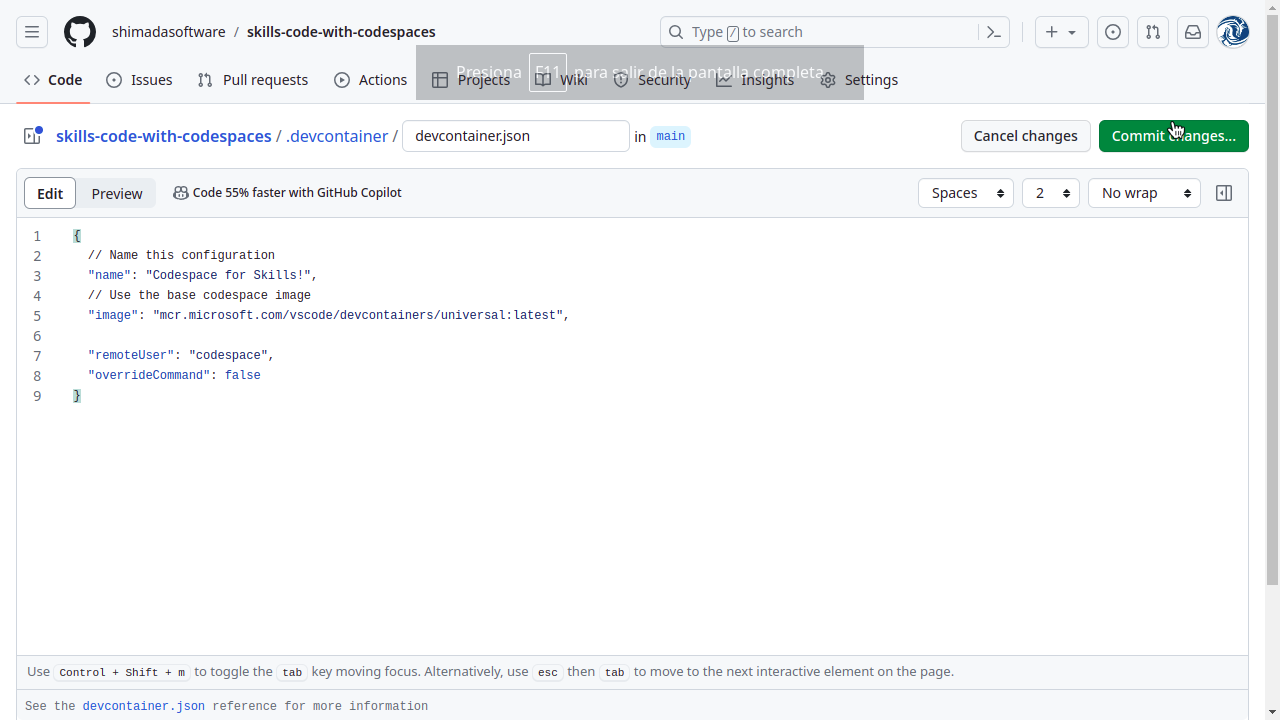 shimadasoftware / skills-code-with-codespaces
Type / to search
Code Issues Pull requests Actions Projects Wiki Security Insights Settings
Presiona F11 para salir de la pantalla completa
skills-code-with-codespaces / .devcontainer / devcontainer.json in main
Cancel changes Commit changes...
Edit Preview Code 55% faster with GitHub Copilot Spaces 2 No wrap
1 {
2 // Name this configuration
3 "name": "Codespace for Skills!",
4 // Use the base codespace image
5 "image": "mcr.microsoft.com/vscode/devcontainers/universal:latest",
6
7 "remoteUser": "codespace",
8 "overrideCommand": false
9 }
Use Control + Shift + m to toggle the tab key moving focus. Alternatively, use esc then tab to move to the next interactive element on the page.
See the devcontainer.json reference for more information